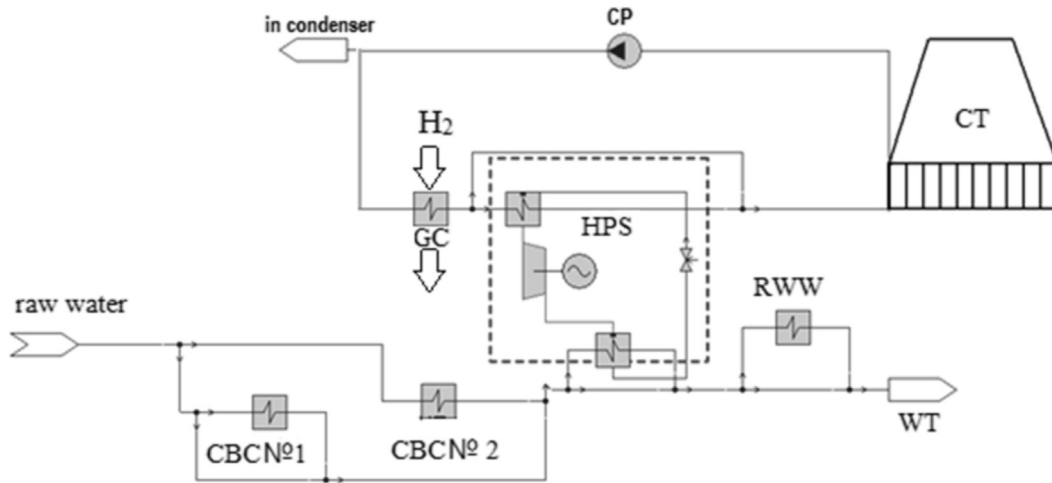 CP
in condenser
CT
H2
HPS
GC
RWW
raw water
WT
CBC№1
CBC№ 2